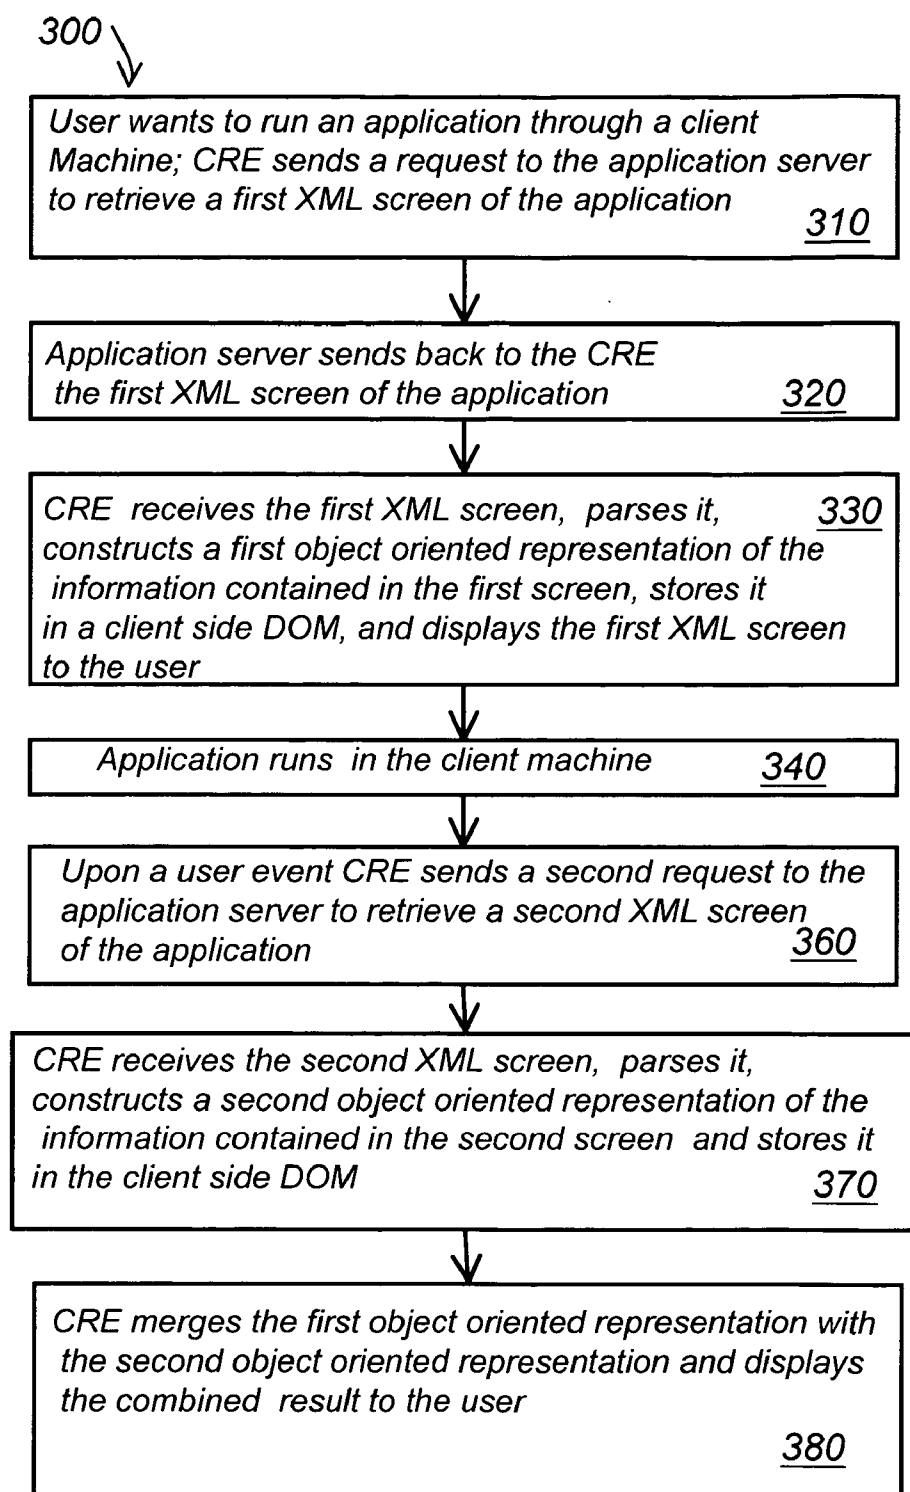 300
User wants to run an application through a client
Machine; CRE sends a request to the application server
to retrieve a first XML screen of the application
310
Application server sends back to the CRE
the first XML screen of the application
320
CRE receives the first XML screen, parses it,
330
constructs a first object oriented representation of the
information contained in the first screen, stores it
in a client side DOM, and displays the first XML screen
to the user
Application runs in the client machine
340
Upon a user event CRE sends a second request to the
application server to retrieve a second XML screen
of the application
360
CRE receives the second XML screen, parses it,
constructs a second object oriented representation of the
information contained in the second screen and stores it
in the client side DOM
370
CRE merges the first object oriented representation with
the second object oriented representation and displays
the combined result to the user
380